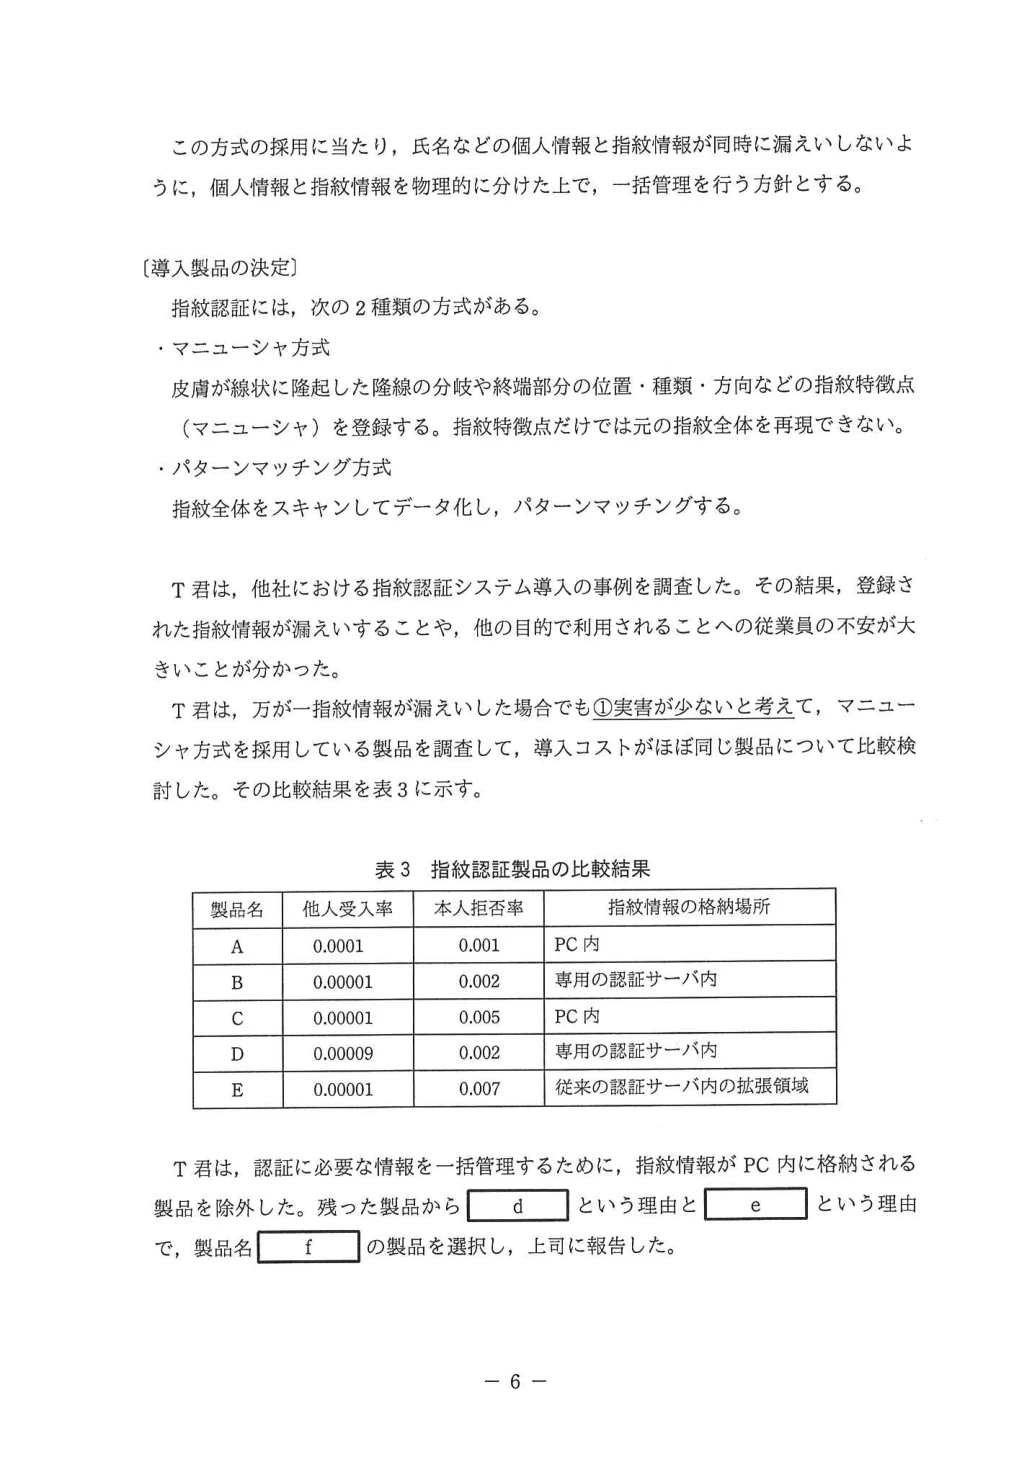 この方式の採用に当たり，氏名などの個人情報と指紋情報が同時に漏えいしないよ
うに，個人情報と指紋情報を物理的に分けた上で，一括管理を行う方針とする。
〔導入製品の決定〕
指紋認証には，次の2種類の方式がある。
・マニューシャ方式
皮膚が線状に隆起した隆線の分岐や終端部分の位置・種類・方向などの指紋特徴点
（マニューシャ）を登録する。指紋特徴点だけでは元の指紋全体を再現できない。
・パターンマッチング方式
指紋全体をスキャンしてデータ化し，パターンマッチングする。
T君は，他社における指紋認証システム導入の事例を調査した。その結果，登録さ
れた指紋情報が漏えいすることや，他の目的で利用されることへの従業員の不安が大
きいことが分かった。
T君は，万が一指紋情報が漏えいした場合でも①実害が少ないと考えて，マニュー
シャ方式を採用している製品を調査して，導入コストがほぼ同じ製品について比較検
討した。その比較結果を表3に示す。
表3 指紋認証製品の比較結果
製品名 他人受入率 本人拒否率 指紋情報の格納場所
A 0.0001 0.001 PC内
B 0.00001 0.002 専用の認証サーバ内
C 0.00001 0.005 PC内
D 0.00009 0.002 専用の認証サーバ内
E 0.00001 0.007 従来の認証サーバ内の拡張領域
T君は，認証に必要な情報を一括管理するために，指紋情報がPC内に格納される
製品を除外した。残った製品から d という理由と e という理由
で，製品名 f の製品を選択し，上司に報告した。
－ 6 －